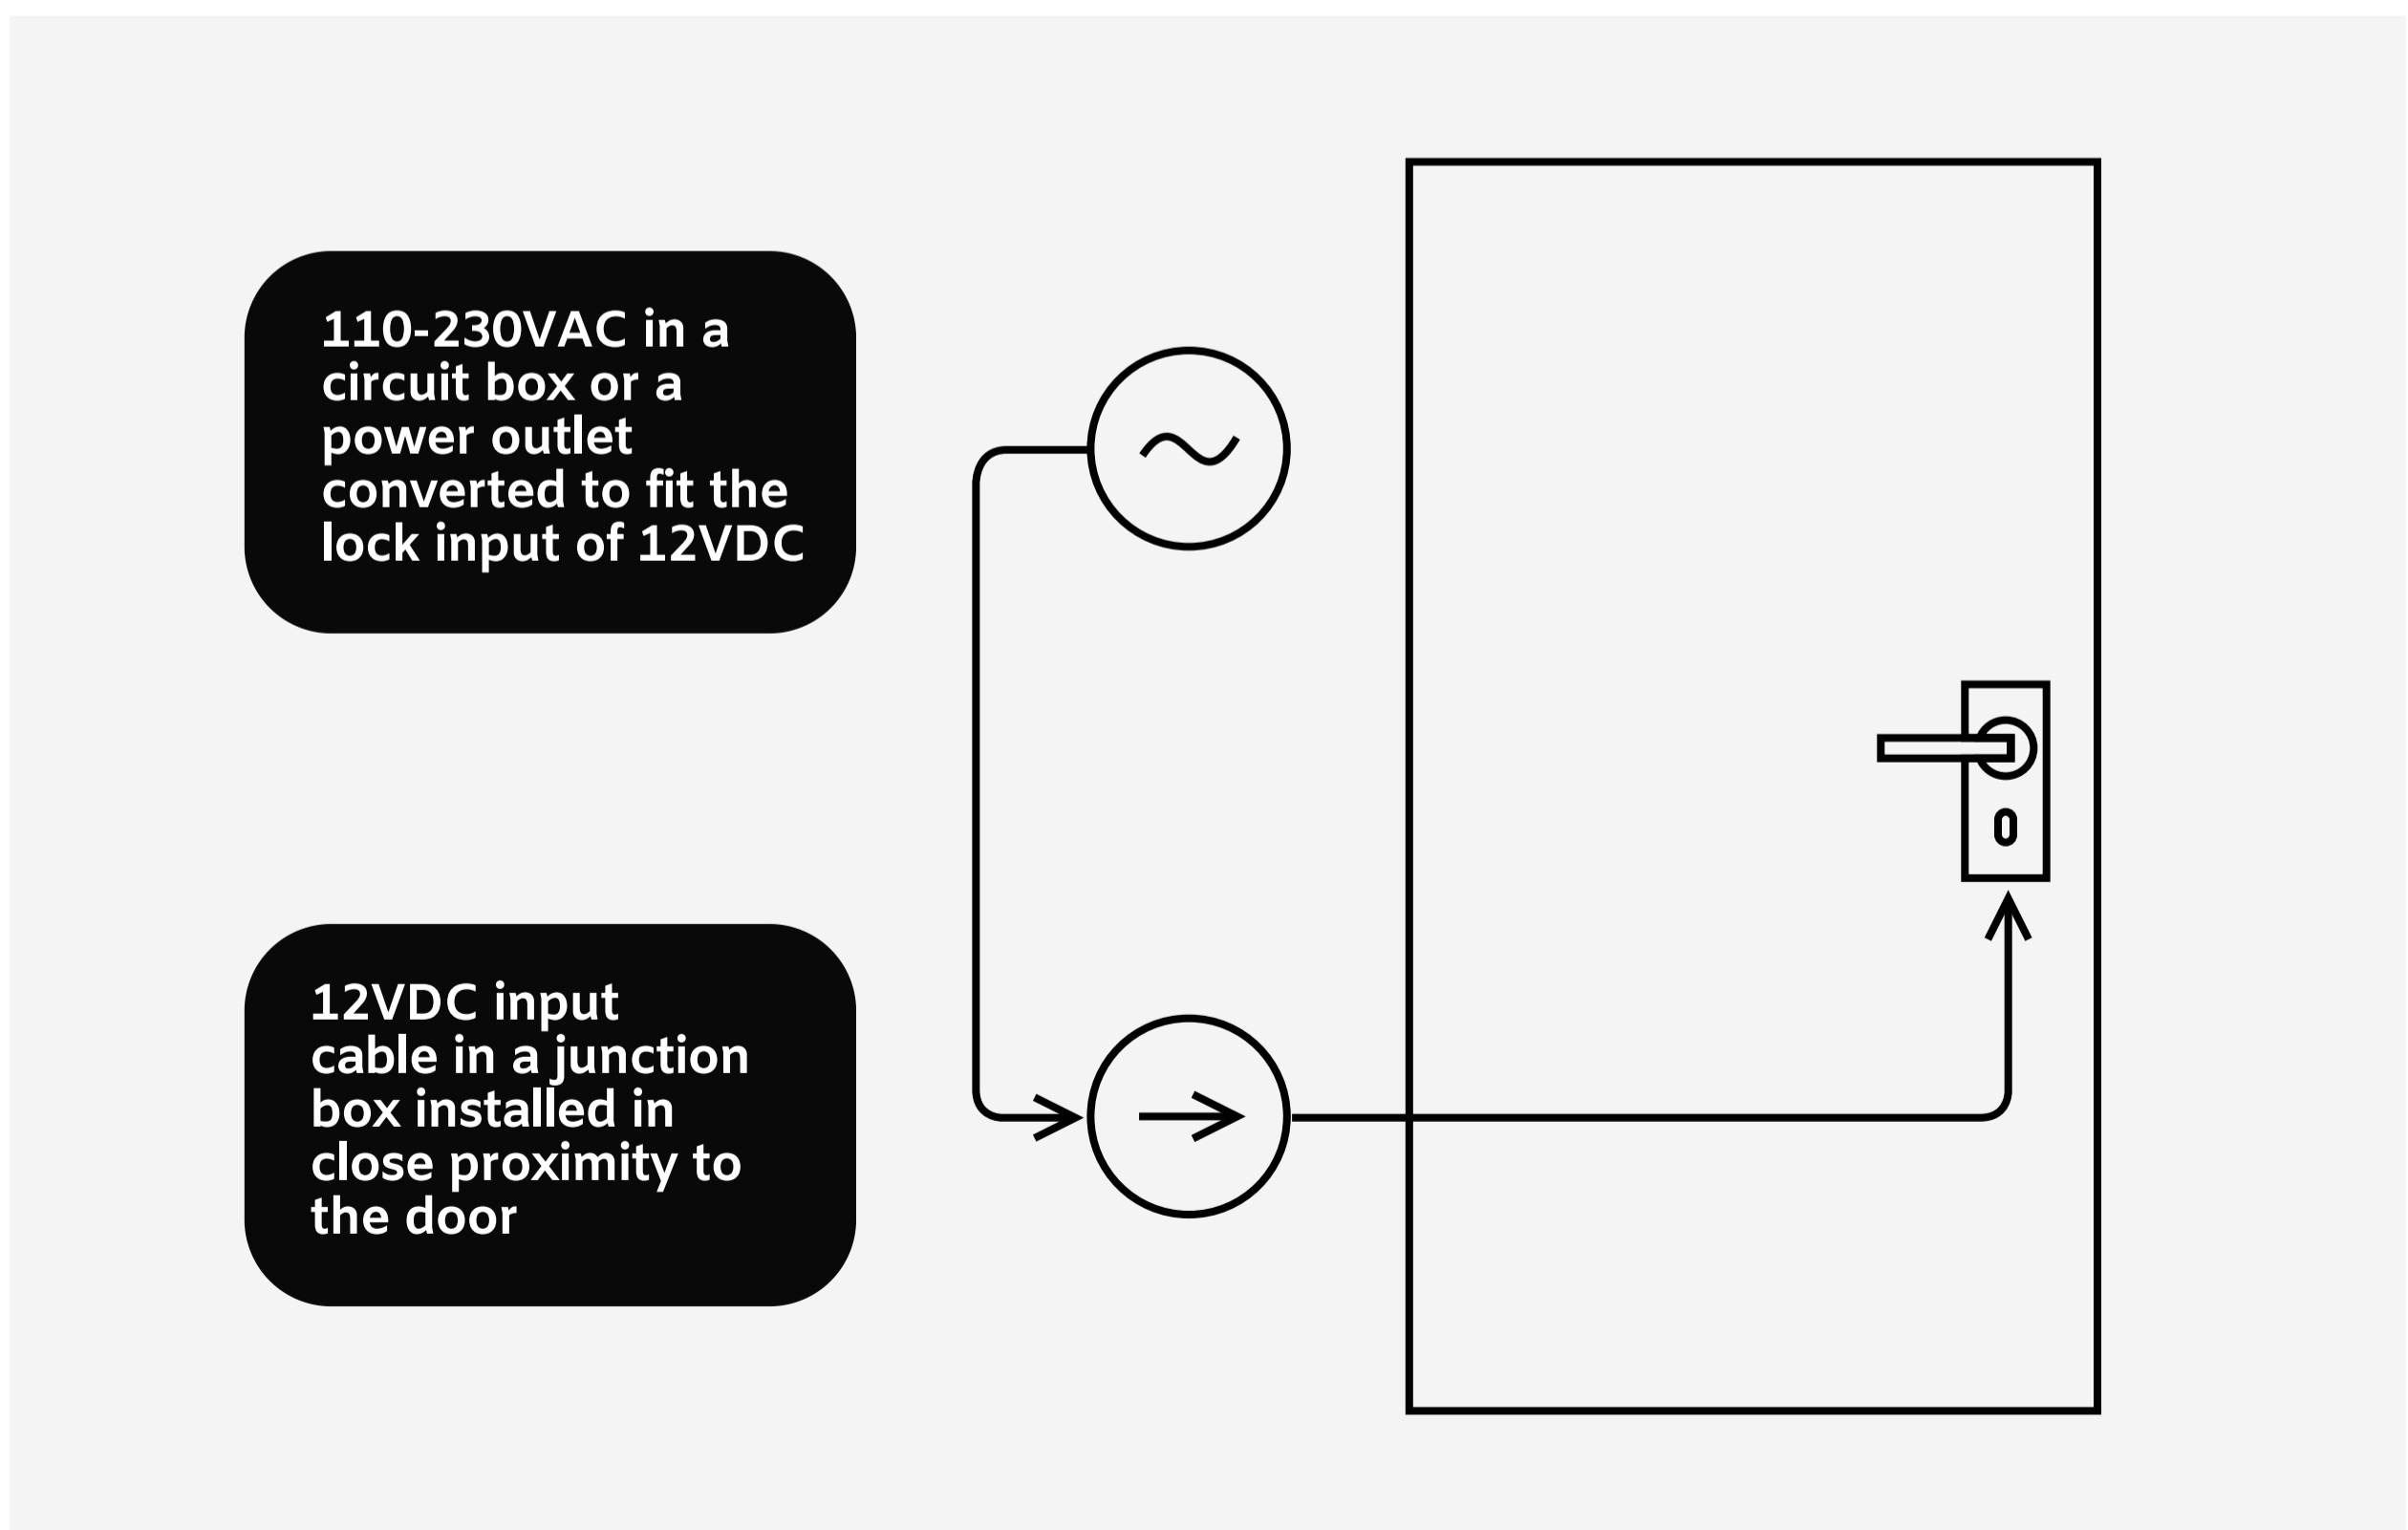 110-230VAC in a
circuit box or a
power outlet
converted to fit the
lock input of 12VDC
12VDC input
cable in a junction
box installed in
close proximity to
the door